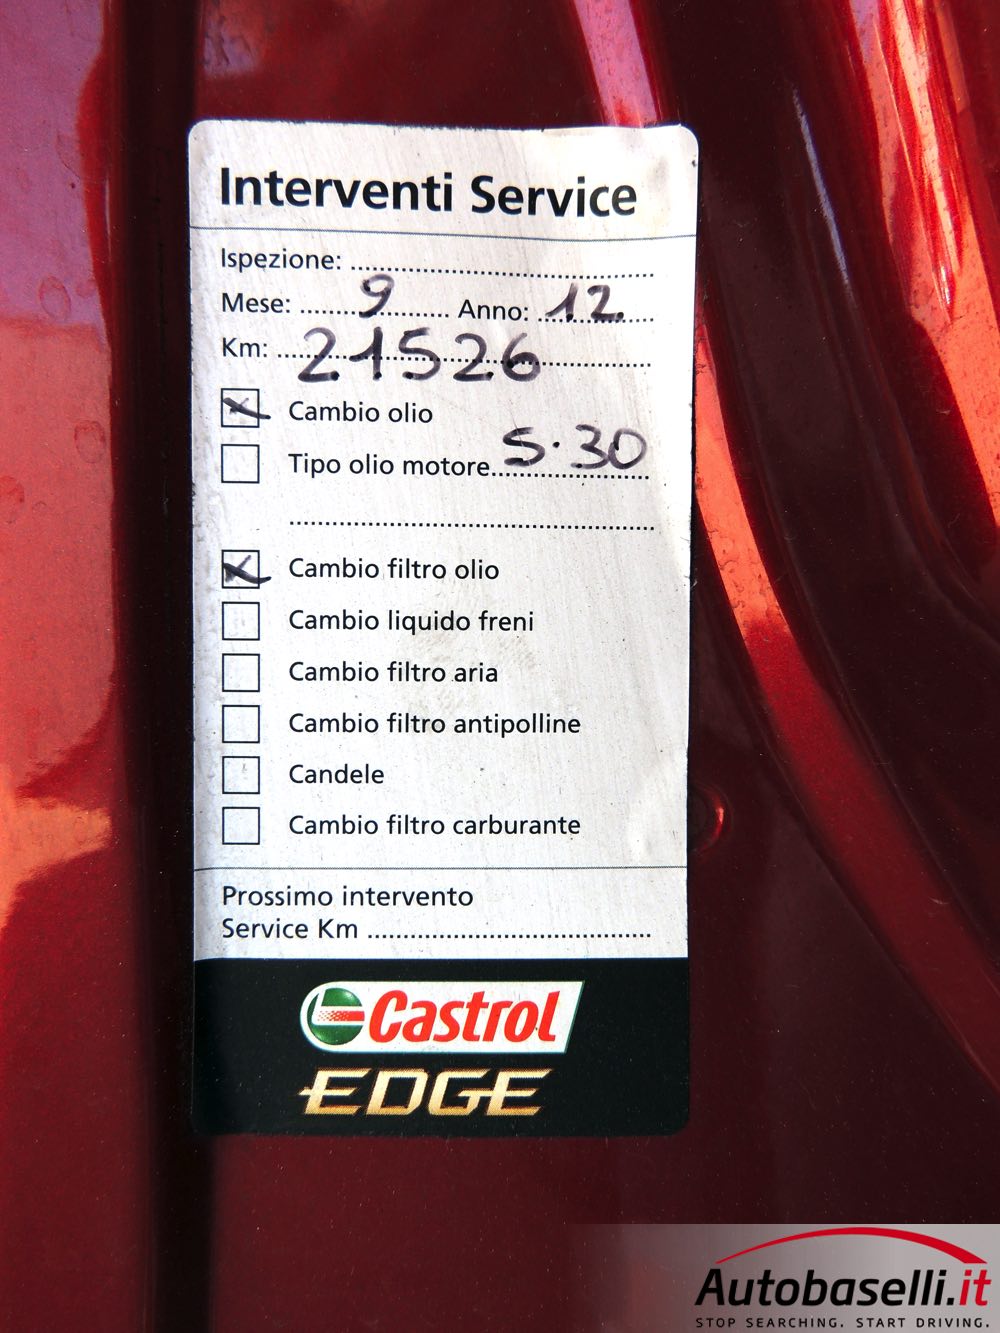 Interventi Service
Ispezione: ........................................
Mese: ....9.... Anno: ..12...
Km: ..21526..............
Cambio olio
Tipo olio motore..5·30....
........................................
Cambio filtro olio
Cambio liquido freni
Cambio filtro aria
Cambio filtro antipolline
Candele
Cambio filtro carburante
Prossimo intervento
Service Km ........................................
Castrol
EDGE
Autobaselli.it
STOP SEARCHING. START DRIVING.